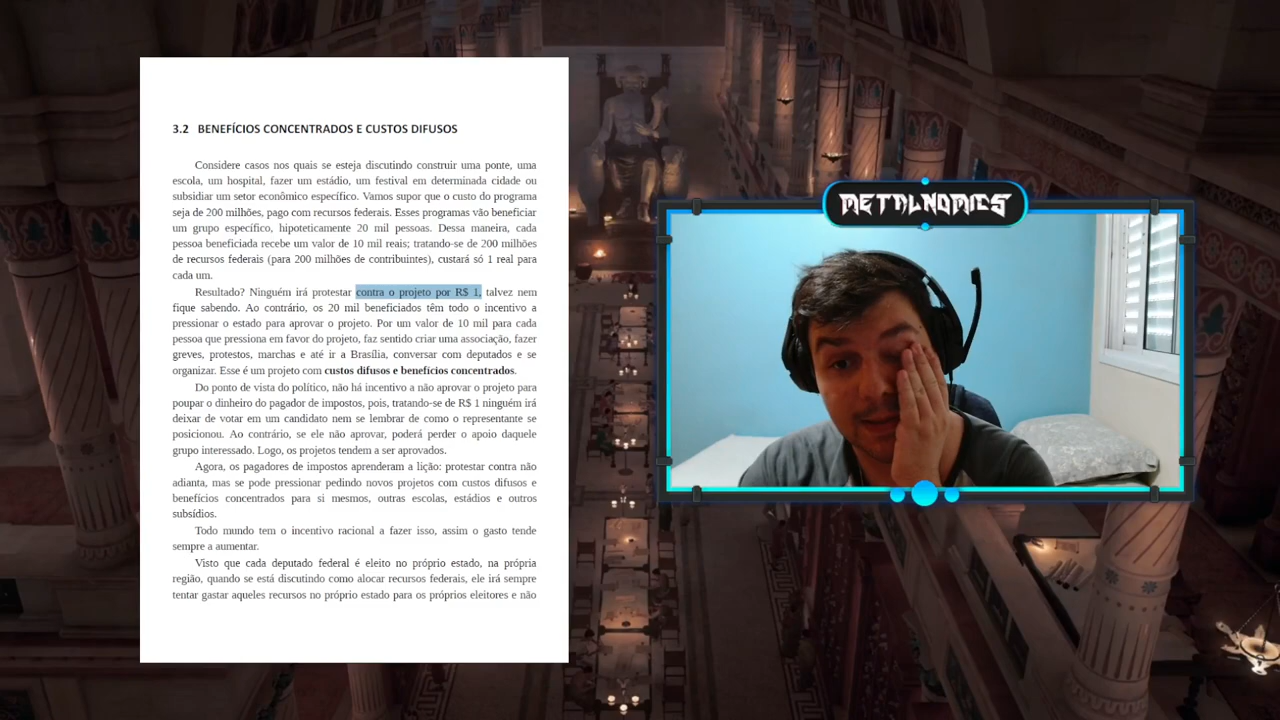 3.2 BENEFÍCIOS CONCENTRADOS E CUSTOS DIFUSOS
Considere casos nos quais se esteja discutindo construir uma ponte, uma
escola, um hospital, fazer um estádio, um festival em determinada cidade ou
subsidiar um setor econômico específico. Vamos supor que o custo do programa
seja de 200 milhões, pago com recursos federais. Esses programas vão beneficiar
um grupo específico, hipoteticamente 20 mil pessoas. Dessa maneira, cada
pessoa beneficiada recebe um valor de 10 mil reais; tratando-se de 200 milhões
de recursos federais (para 200 milhões de contribuintes), custará só 1 real para
cada um.
Resultado? Ninguém irá protestar contra o projeto por R$ 1, talvez nem
fique sabendo. Ao contrário, os 20 mil beneficiados têm todo o incentivo a
pressionar o estado para aprovar o projeto. Por um valor de 10 mil para cada
pessoa que pressiona em favor do projeto, faz sentido criar uma associação, fazer
greves, protestos, marchas e até ir a Brasília, conversar com deputados e se
organizar. Esse é um projeto com custos difusos e benefícios concentrados.
Do ponto de vista do político, não há incentivo a não aprovar o projeto para
poupar o dinheiro do pagador de impostos, pois, tratando-se de R$ 1 ninguém irá
deixar de votar em um candidato nem se lembrar de como o representante se
posicionou. Ao contrário, se ele não aprovar, poderá perder o apoio daquele
grupo interessado. Logo, os projetos tendem a ser aprovados.
Agora, os pagadores de impostos aprenderam a lição: protestar contra não
adianta, mas se pode pressionar pedindo novos projetos com custos difusos e
benefícios concentrados para si mesmos, outras escolas, estádios e outros
subsídios.
Todo mundo tem o incentivo racional a fazer isso, assim o gasto tende
sempre a aumentar.
Visto que cada deputado federal é eleito no próprio estado, na própria
região, quando se está discutindo como alocar recursos federais, ele irá sempre
tentar gastar aqueles recursos no próprio estado para os próprios eleitores e não
METALNOMICS